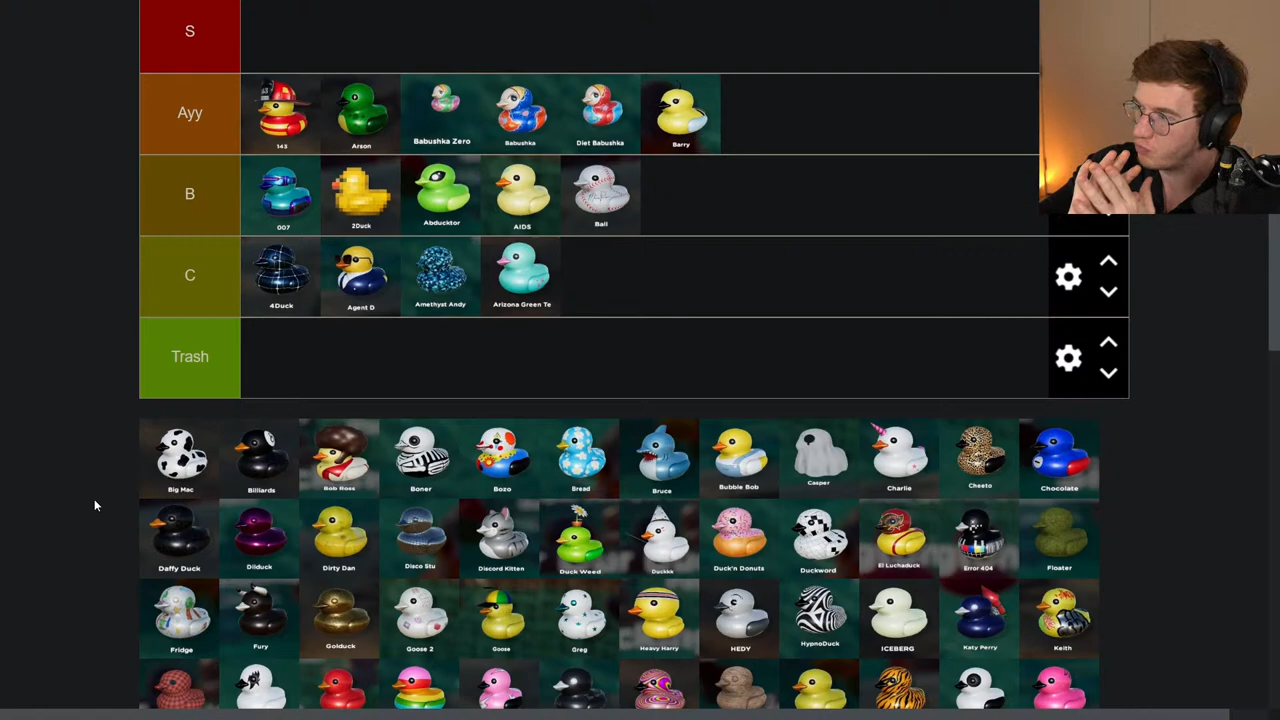 S
Ayy
143 Arson Babushka Zero Babushka Diet Babushka Barry
B
007 2Duck Abducktor AIDS Ball
C
4Duck Agent D Amethyst Andy Arizona Green Te
Trash
Big Mac Billiards Bob Ross Boner Bozo Bread Bruce Bubble Bob Casper Charlie Cheeto Chocolate
Daffy Duck Dilduck Dirty Dan Disco Stu Discord Kitten Duck Weed Duckkk Duck'n Donuts Duckword El Luchaduck Error 404 Floater
Fridge Fury Golduck Goose 2 Goose Greg Heavy Harry HEDY HypnoDuck ICEBERG Katy Perry Keith